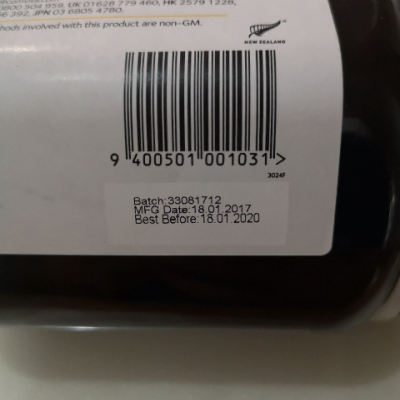 0800 504 959, UK 01628 779 460, HK 2579 1228,
56 392, JPN 03 6805 4780.
hods involved with this product are non-GM.
NEW ZEALAND
9 400501 001031 >
3024F
Batch:33081712
MFG Date:18.01.2017
Best Before:18.01.2020